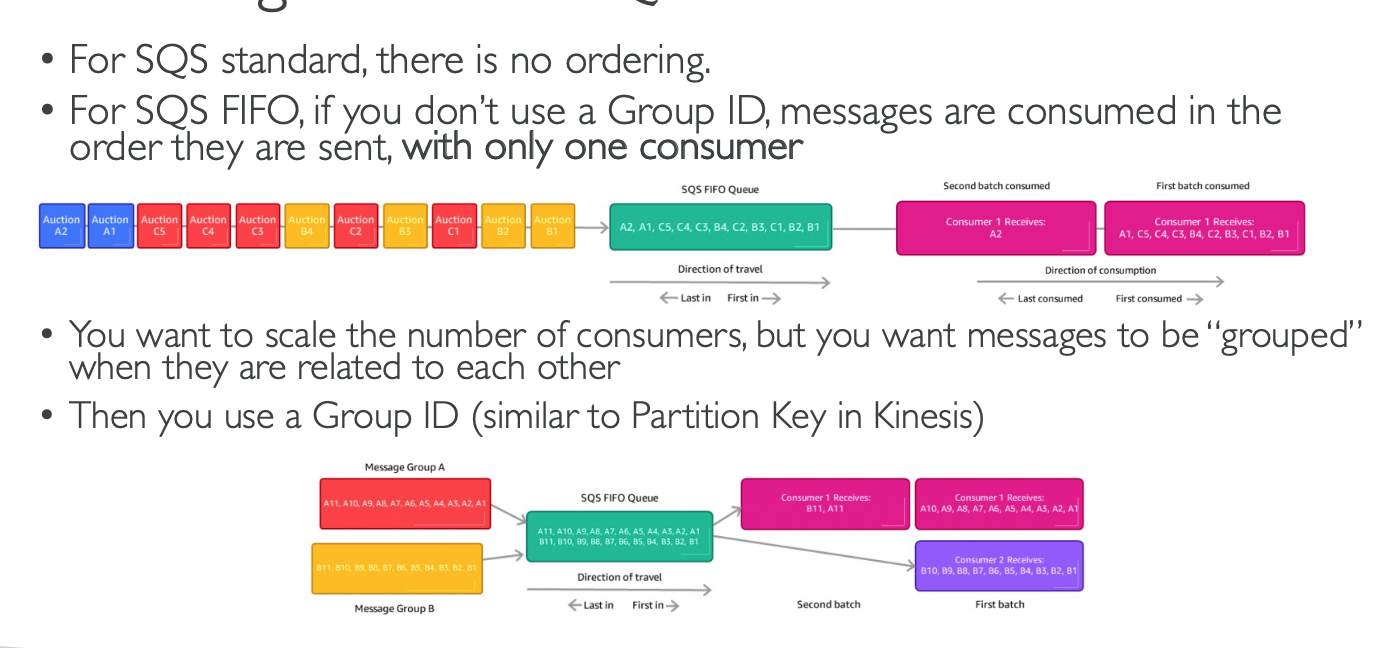 • For SQS standard, there is no ordering.
• For SQS FIFO, if you don’t use a Group ID, messages are consumed in the
order they are sent, with only one consumer
Auction A2
Auction A1
Auction C5
Auction C4
Auction C3
Auction B4
Auction C2
Auction B3
Auction C1
Auction B2
Auction B1
SQS FIFO Queue
A2, A1, C5, C4, C3, B4, C2, B3, C1, B2, B1
Direction of travel
Last in First in
Second batch consumed
First batch consumed
Consumer 1 Receives:
A2
Consumer 1 Receives:
A1, C5, C4, C3, B4, C2, B3, C1, B2, B1
Direction of consumption
Last consumed First consumed
• You want to scale the number of consumers, but you want messages to be “grouped”
when they are related to each other
• Then you use a Group ID (similar to Partition Key in Kinesis)
Message Group A
A11, A10, A9, A8, A7, A6, A5, A4, A3, A2, A1
B11, B10, B9, B8, B7, B6, B5, B4, B3, B2, B1
Message Group B
SQS FIFO Queue
A11, A10, A9, A8, A7, A6, A5, A4, A3, A2, A1
B11, B10, B9, B8, B7, B6, B5, B4, B3, B2, B1
Direction of travel
Last in First in
Consumer 1 Receives:
B11, A11
Consumer 1 Receives:
A10, A9, A8, A7, A6, A5, A4, A3, A2, A1
Consumer 2 Receives:
B10, B9, B8, B7, B6, B5, B4, B3, B2, B1
Second batch
First batch